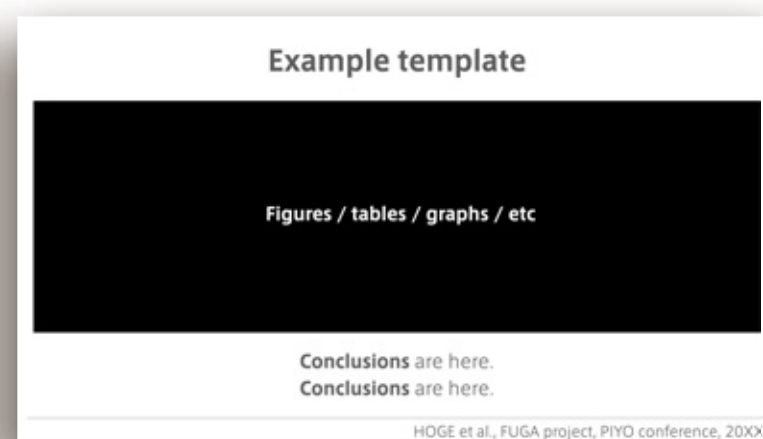 Example template
Figures / tables / graphs / etc
Conclusions are here.
Conclusions are here.
HOGE et al., FUGA project, PIYO conference, 20XX